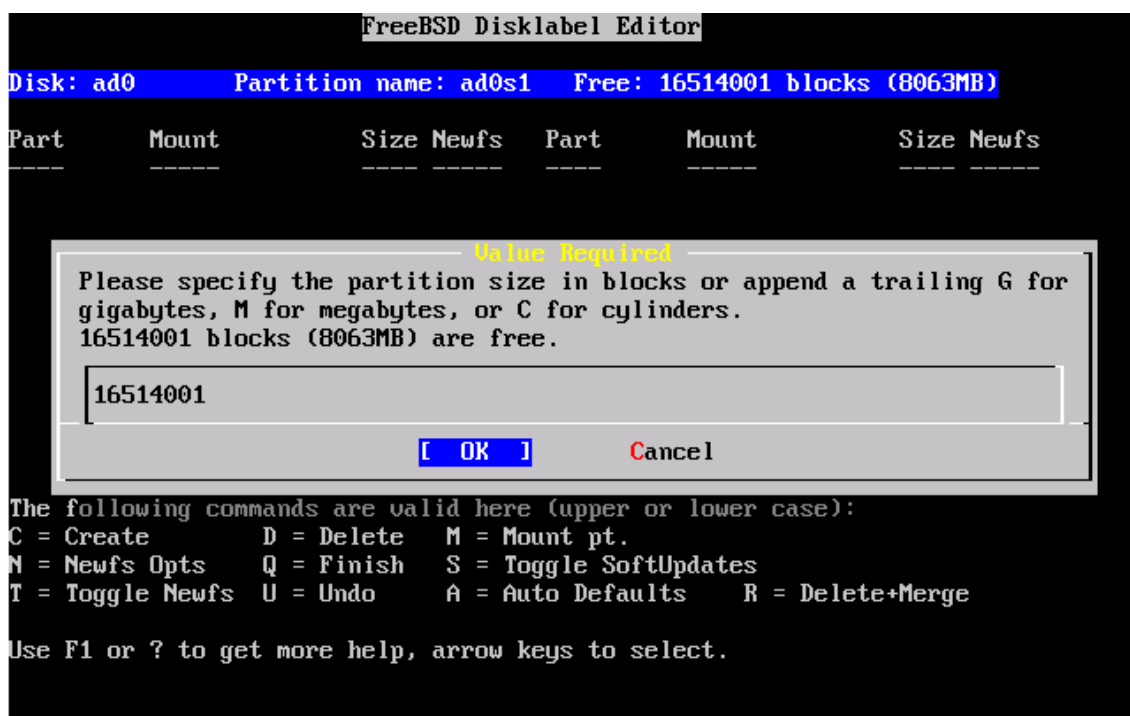 FreeBSD Disklabel Editor
Disk: ad0 Partition name: ad0s1 Free: 16514001 blocks (8063MB)
Part Mount Size Newfs Part Mount Size Newfs
---- ----- ---- ----- ---- ----- ---- -----
Value Required
Please specify the partition size in blocks or append a trailing G for
gigabytes, M for megabytes, or C for cylinders.
16514001 blocks (8063MB) are free.
16514001
[ OK ] Cancel
The following commands are valid here (upper or lower case):
C = Create D = Delete M = Mount pt.
N = Newfs Opts Q = Finish S = Toggle SoftUpdates
T = Toggle Newfs U = Undo A = Auto Defaults R = Delete+Merge
Use F1 or ? to get more help, arrow keys to select.